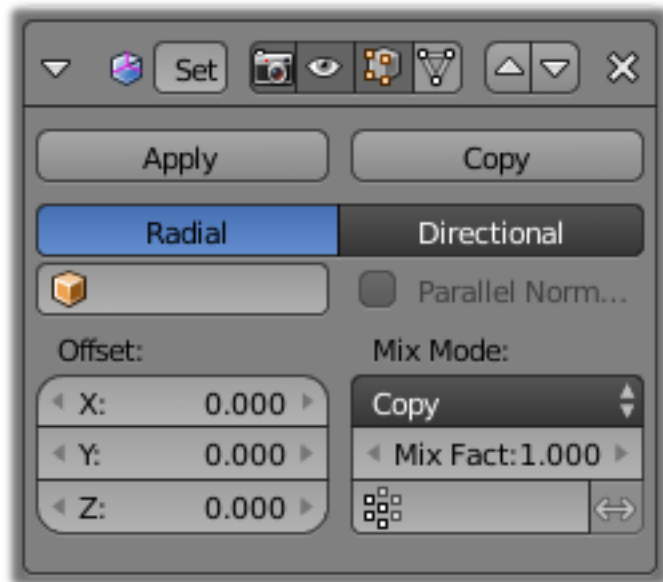 Set
Apply Copy
Radial Directional
Parallel Norm...
Offset: Mix Mode:
X: 0.000 Copy
Y: 0.000 Mix Fact:1.000
Z: 0.000